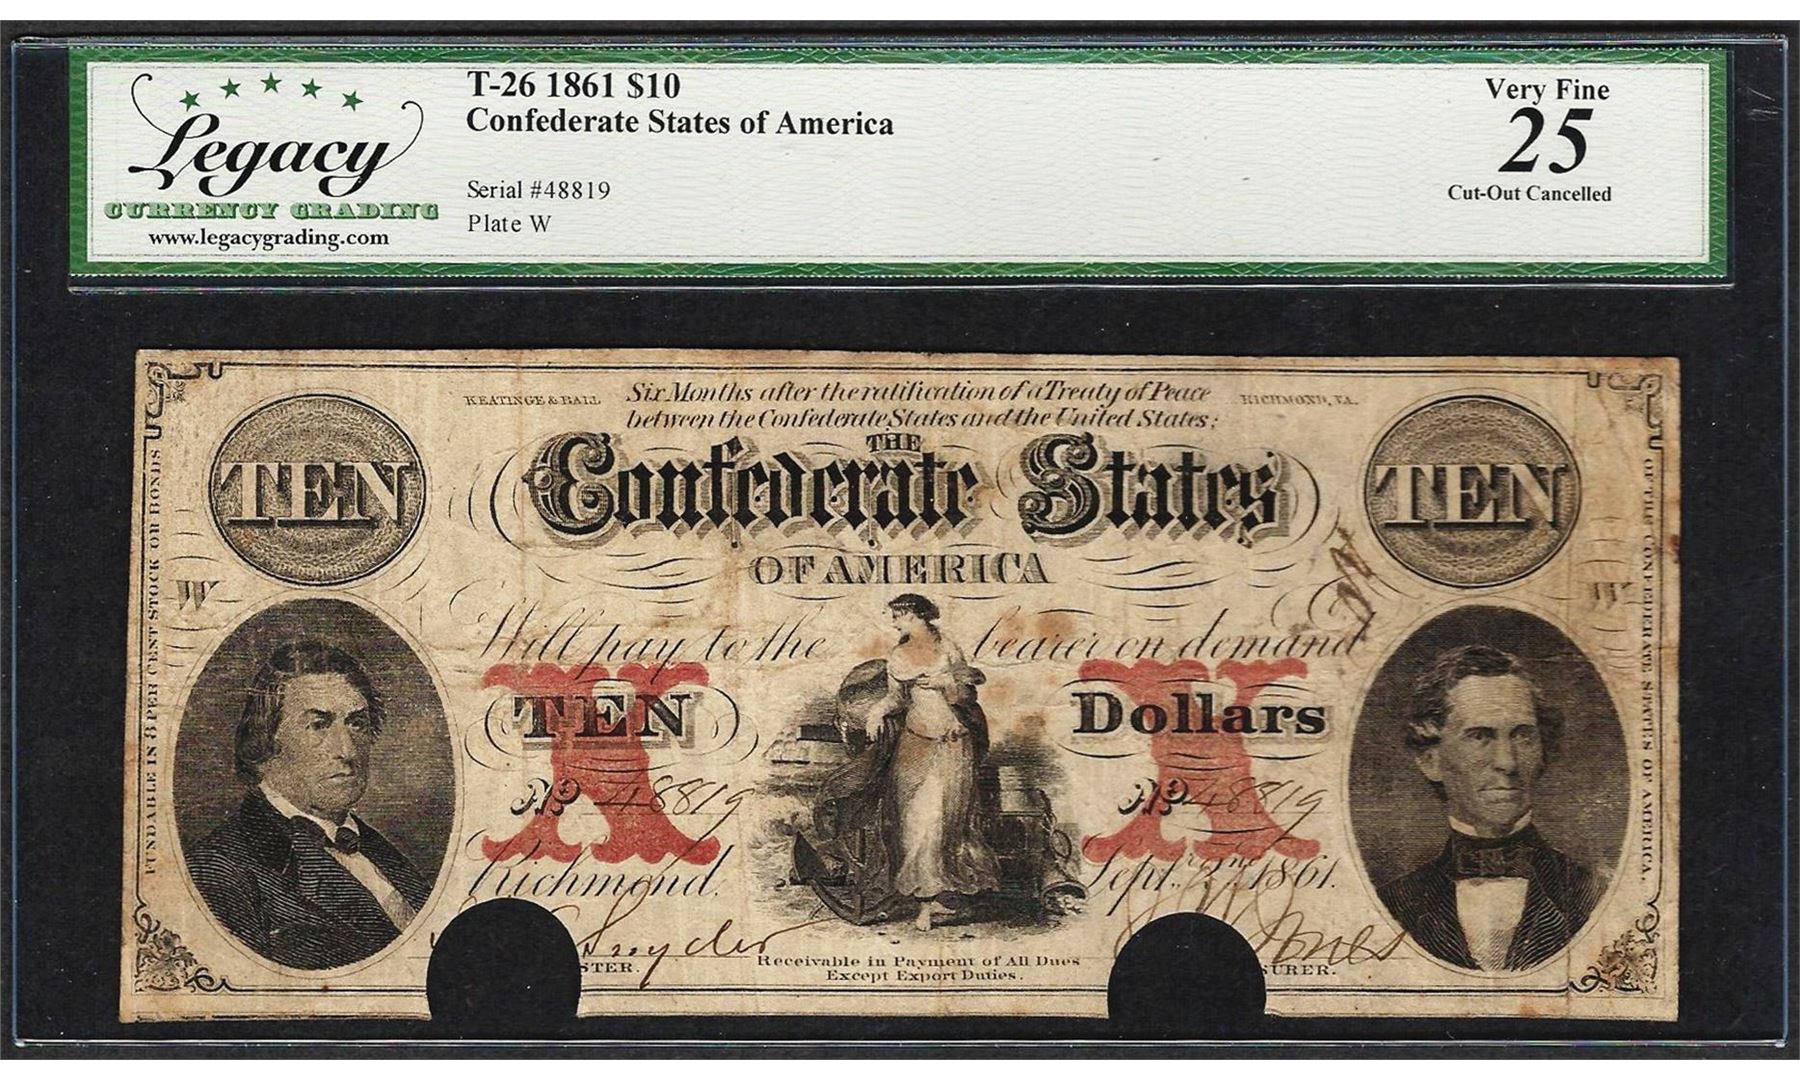 Legacy
CURRENCY GRADING
www.legacygrading.com
T-26 1861 $10
Confederate States of America
Serial #48819
Plate W
Very Fine
25
Cut-Out Cancelled
KEATINGE & BALL
Six Months after the ratification of a Treaty of Peace
RICHMOND, VA.
between the Confederate States and the United States;
THE
Confederate States
OF AMERICA
TEN
TEN
W
W
FUNDABLE IN 8 PER CENT STOCK OR BONDS
OF THE CONFEDERATE STATES OF AMERICA.
Will pay to the bearer on demand
X
X
TEN Dollars
No 48819
No 48819
Richmond Sept. 2nd 1861.
Snyder
Jones
STER.
SURER.
Receivable in Payment of All Dues
Except Export Duties.